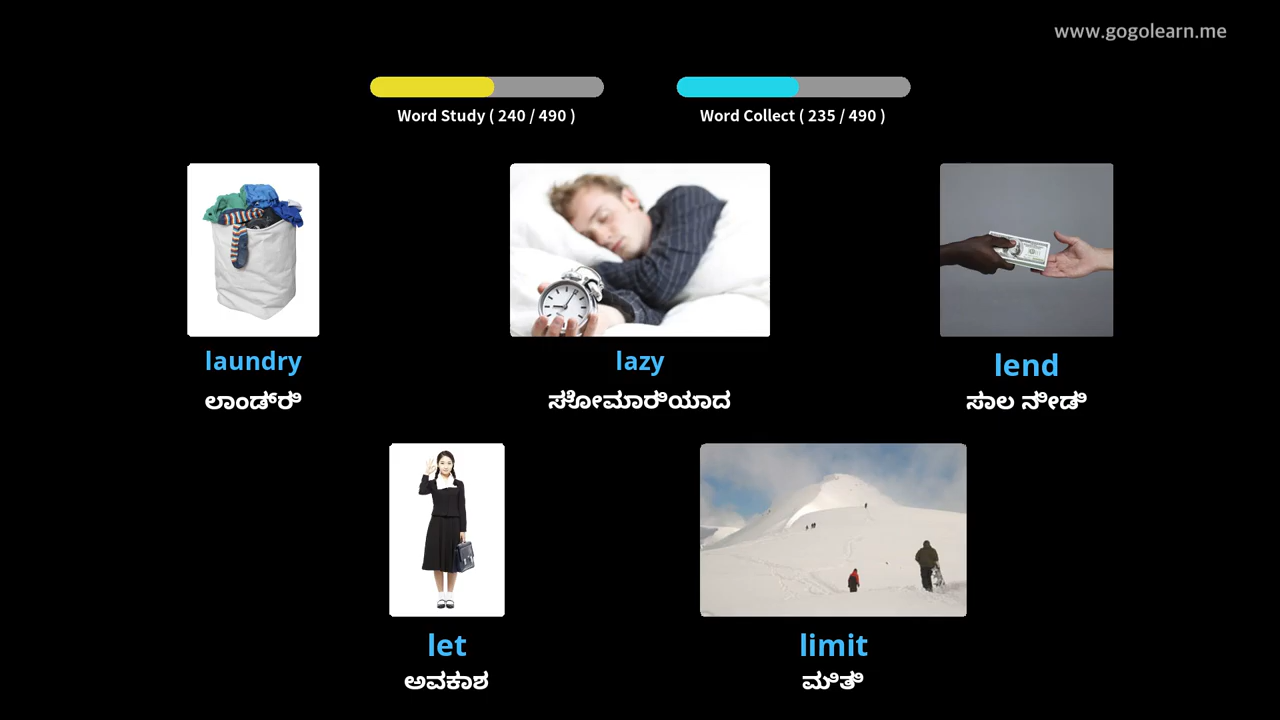 www.gogolearn.me
Word Study ( 240 / 490 )
Word Collect ( 235 / 490 )
laundry
lazy
lend
ಲಾಂಡ್ರಿ
ಸೋಮಾರಿಯಾದ
ಸಾಲ ನೀಡಿ
let
limit
ಅವಕಾಶ
ಮಿತಿ